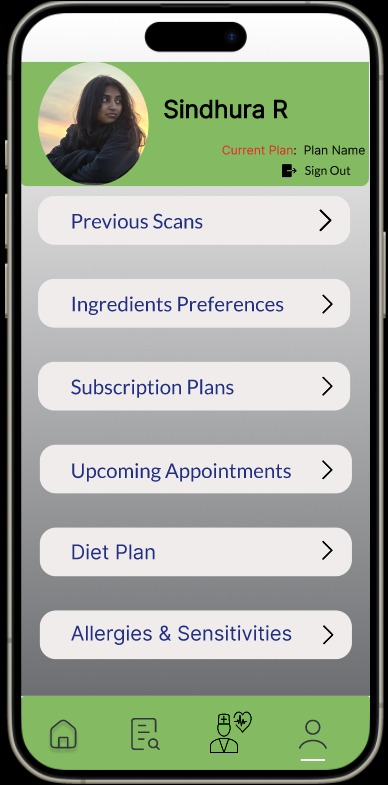 Sindhura R
Current Plan: Plan Name
Sign Out
Previous Scans
Ingredients Preferences
Subscription Plans
Upcoming Appointments
Diet Plan
Allergies & Sensitivities